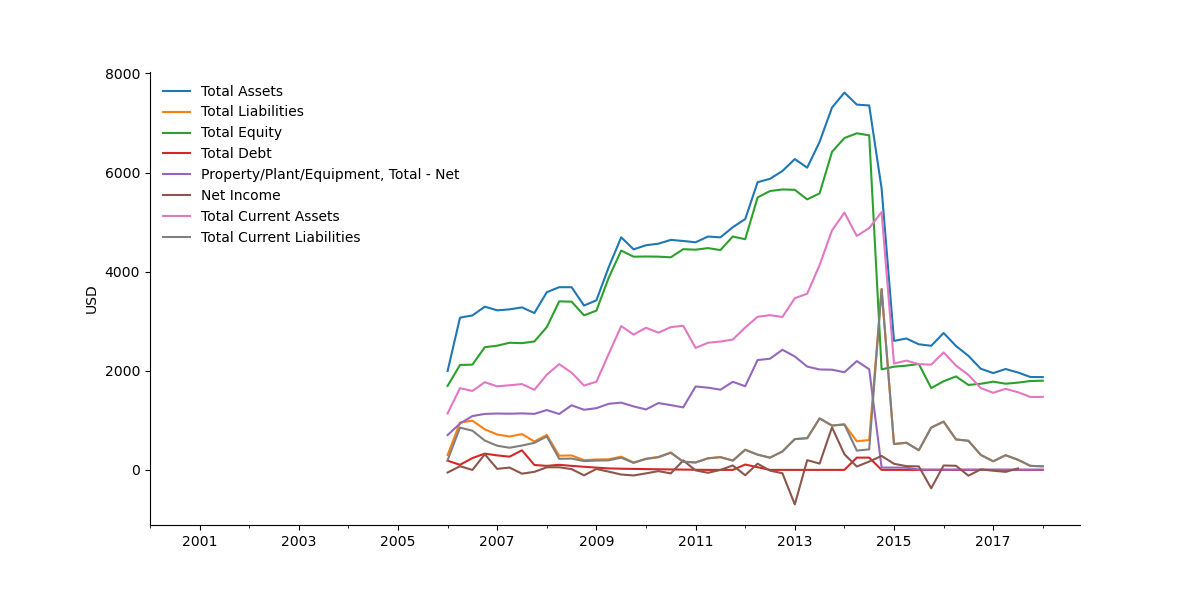 8000
6000
4000
2000
0
USD
Total Assets
Total Liabilities
Total Equity
Total Debt
Property/Plant/Equipment, Total - Net
Net Income
Total Current Assets
Total Current Liabilities
2001 2003 2005 2007 2009 2011 2013 2015 2017